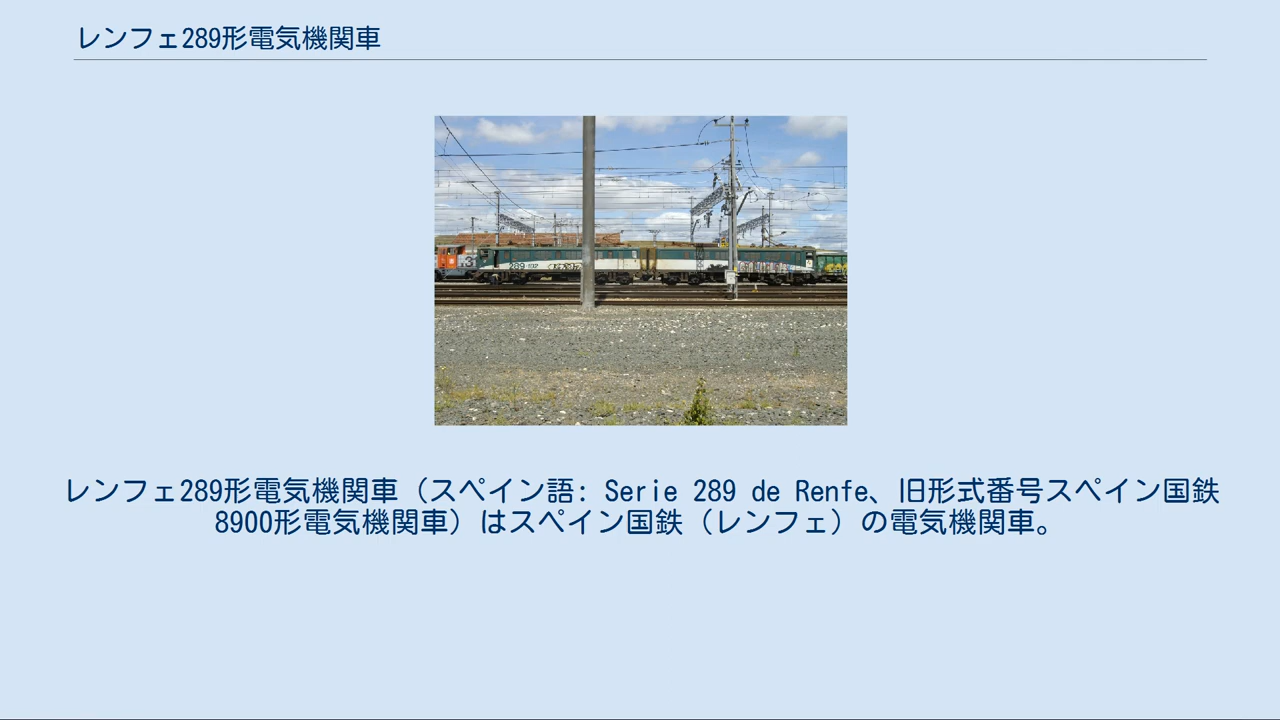 レンフェ289形電気機関車
レンフェ289形電気機関車（スペイン語: Serie 289 de Renfe、旧形式番号スペイン国鉄
8900形電気機関車）はスペイン国鉄（レンフェ）の電気機関車。
289